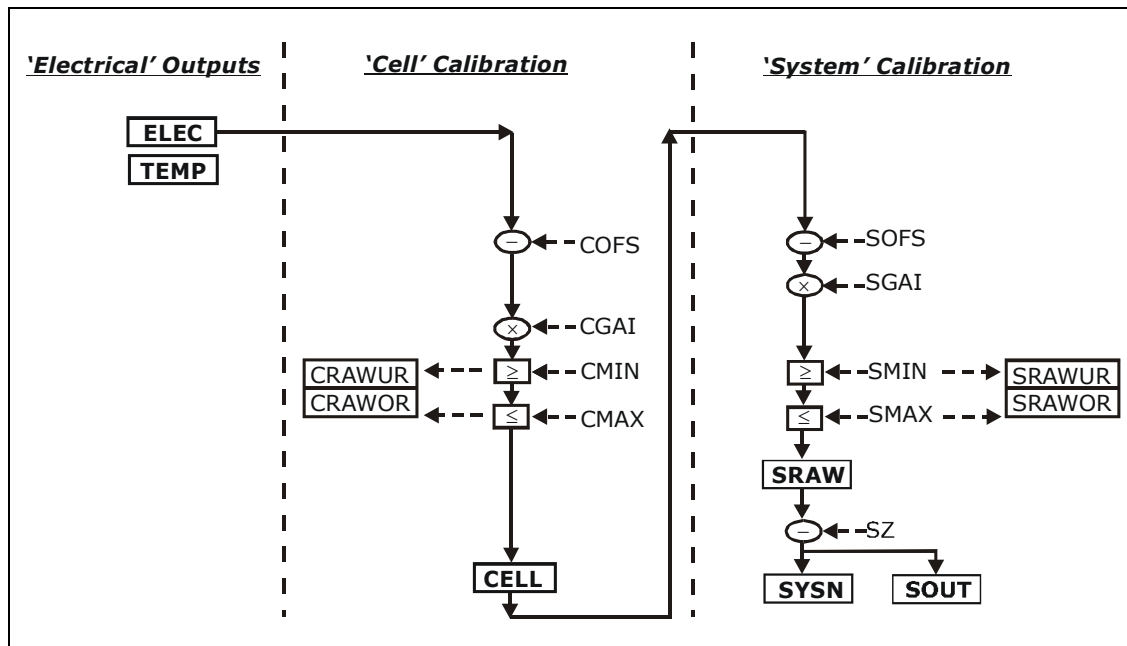 ‘Electrical’ Outputs
‘Cell’ Calibration
‘System’ Calibration
ELEC
TEMP
−
COFS
×
CGAI
CRAWUR
≥
CMIN
CRAWOR
≤
CMAX
CELL
−
SOFS
×
SGAI
≥
SMIN
SRAWUR
≤
SMAX
SRAWOR
SRAW
−
SZ
SYSN
SOUT